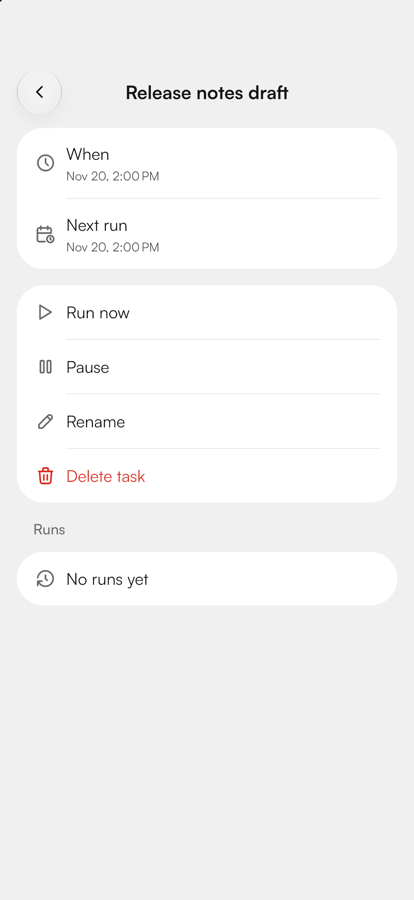 Release notes draft
When
Nov 20, 2:00 PM
Next run
Nov 20, 2:00 PM
Run now
Pause
Rename
Delete task
Runs
No runs yet